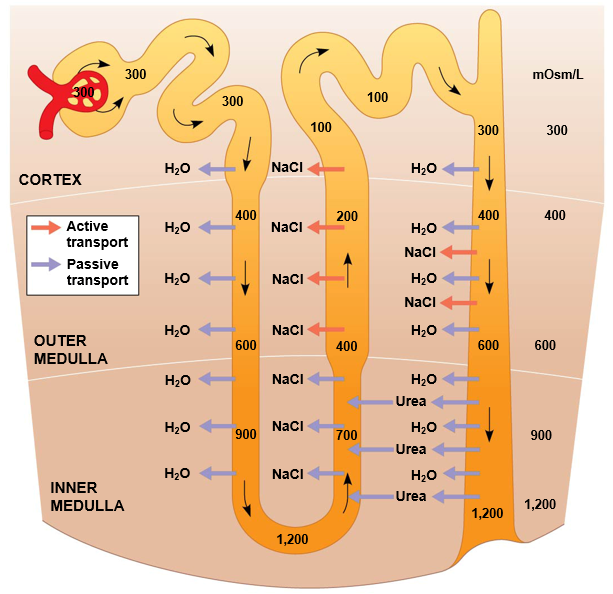 300
300
300
100
100
300
mOsm/L
300
H₂O
NaCl
H₂O
CORTEX
400
200
400
400
Active
transport
Passive
transport
H₂O
NaCl
H₂O
NaCl
H₂O
NaCl
H₂O
NaCl
H₂O
NaCl
H₂O
OUTER
MEDULLA
600
400
600
600
H₂O
NaCl
H₂O
Urea
H₂O
900
NaCl
700
H₂O
900
Urea
H₂O
NaCl
H₂O
INNER
MEDULLA
Urea
1,200
1,200
1,200